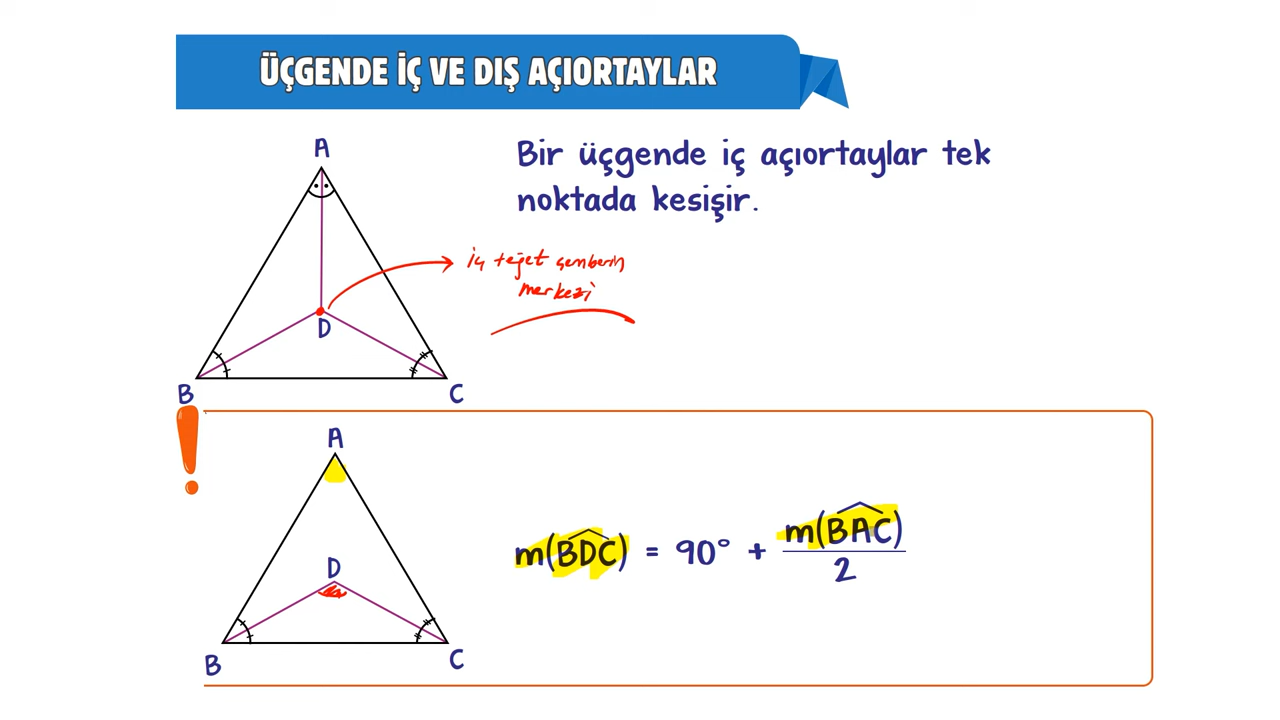 ÜÇGENDE İÇ VE DIŞ AÇIORTAYLAR
A
Bir üçgende iç açıortaylar tek
noktada kesişir.
iç teğet çemberin
merkezi
D
B
C
!
A
m(BDC) = 90° + m(BAC)/2
D
B
C